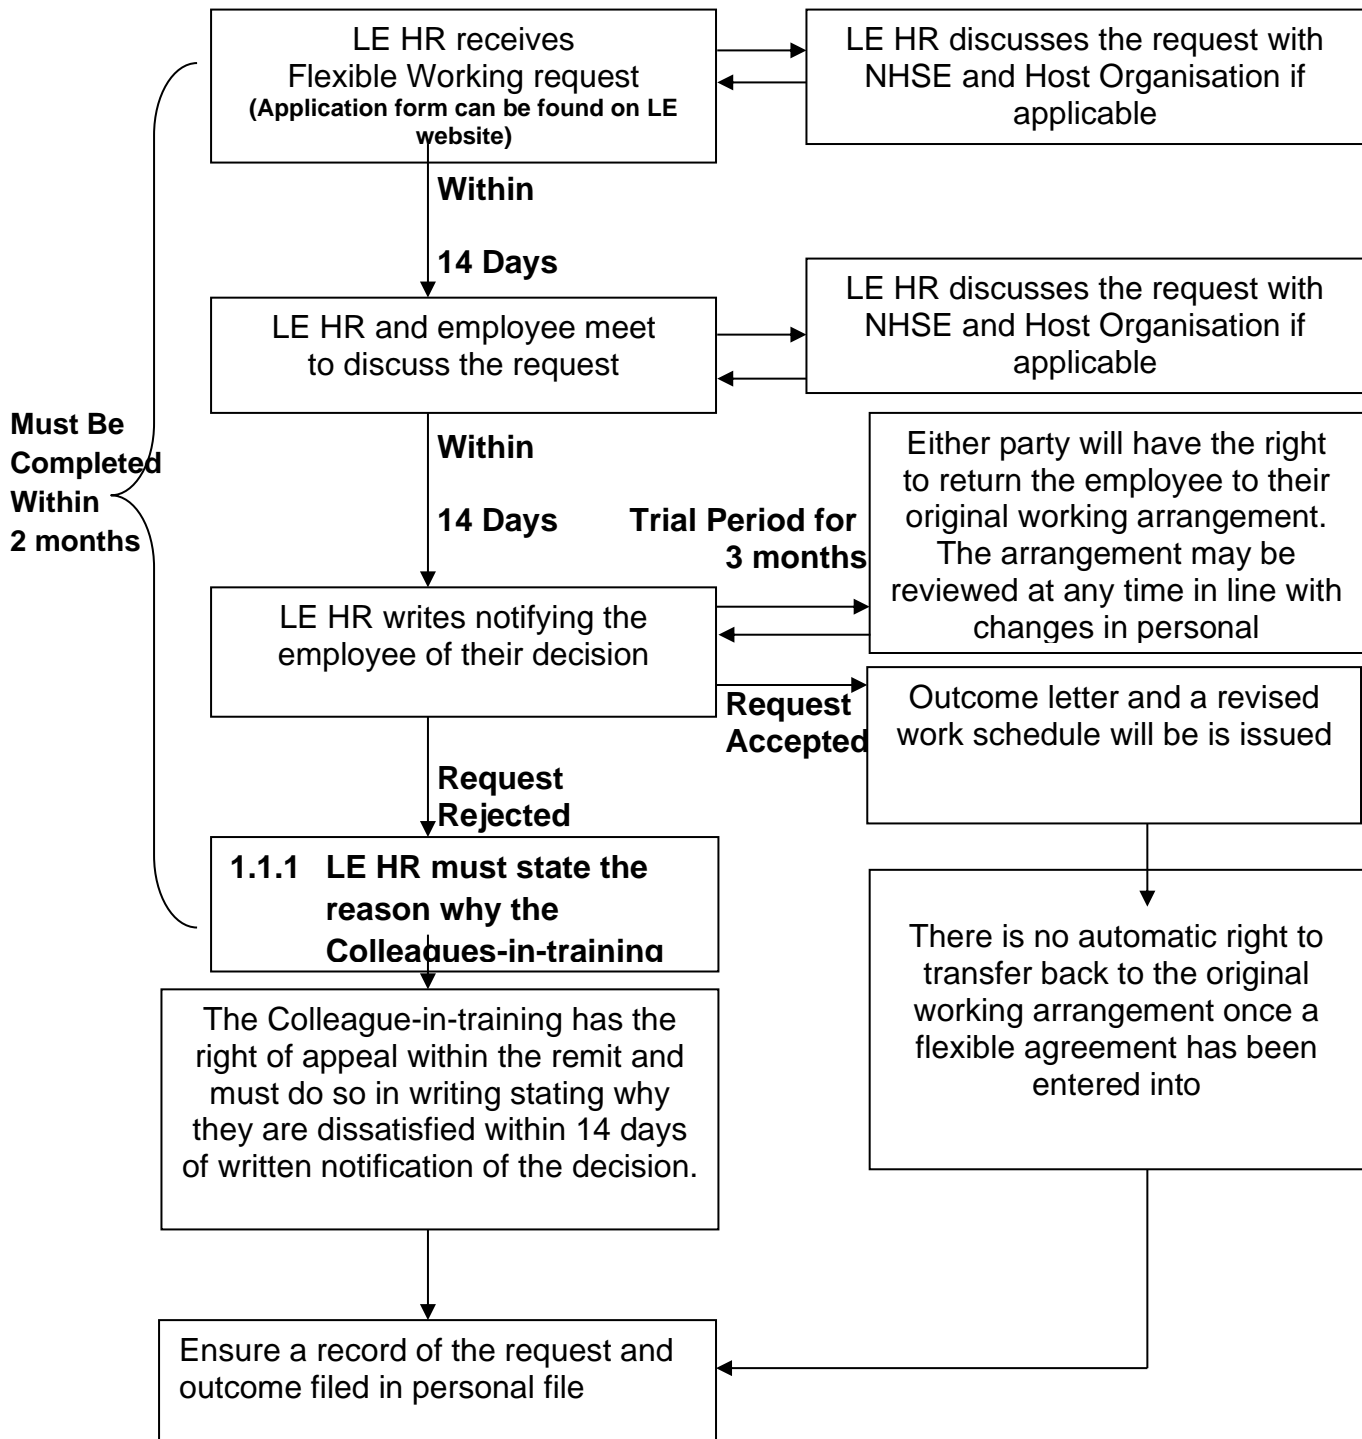 LE HR receives
Flexible Working request
(Application form can be found on LE
website)
LE HR discusses the request with
NHSE and Host Organisation if
applicable
Within
14 Days
LE HR and employee meet
to discuss the request
LE HR discusses the request with
NHSE and Host Organisation if
applicable
Must Be
Completed
Within
2 months
Within
14 Days
Trial Period for
3 months
Either party will have the right
to return the employee to their
original working arrangement.
The arrangement may be
reviewed at any time in line with
changes in personal
LE HR writes notifying the
employee of their decision
Request
Accepted
Outcome letter and a revised
work schedule will be is issued
Request
Rejected
1.1.1 LE HR must state the
reason why the
Colleagues-in-training
There is no automatic right to
transfer back to the original
working arrangement once a
flexible agreement has been
entered into
The Colleague-in-training has the
right of appeal within the remit and
must do so in writing stating why
they are dissatisfied within 14 days
of written notification of the decision.
Ensure a record of the request and
outcome filed in personal file